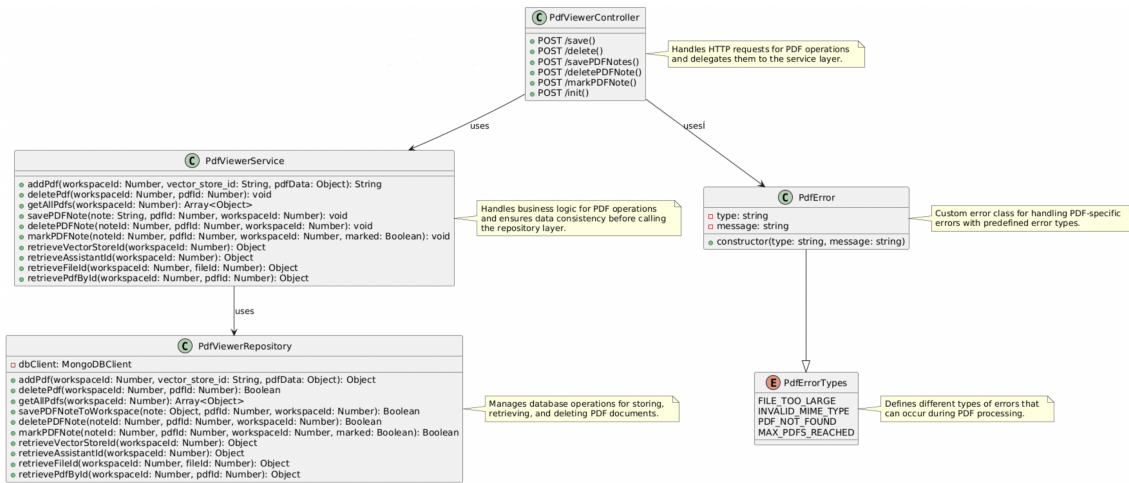 C PdfViewerController
POST /save()
POST /delete()
POST /savePDFNotes()
POST /deletePDFNote()
POST /markPDFNote()
POST /init()
Handles HTTP requests for PDF operations
and delegates them to the service layer.
uses
usesÍ
C PdfViewerService
addPdf(workspaceId: Number, vector_store_id: String, pdfData: Object): String
deletePdf(workspaceId: Number, pdfId: Number): void
getAllPdfs(workspaceId: Number): Array<Object>
savePDFNote(note: String, pdfId: Number, workspaceId: Number): void
deletePDFNote(noteId: Number, pdfId: Number, workspaceId: Number): void
markPDFNote(noteId: Number, pdfId: Number, workspaceId: Number, marked: Boolean): void
retrieveVectorStoreId(workspaceId: Number): Object
retrieveAssistantId(workspaceId: Number): Object
retrieveFileId(workspaceId: Number, fileId: Number): Object
retrievePdfById(workspaceId: Number, pdfId: Number): Object
Handles business logic for PDF operations
and ensures data consistency before calling
the repository layer.
C PdfError
type: string
message: string
constructor(type: string, message: string)
Custom error class for handling PDF-specific
errors with predefined error types.
uses
C PdfViewerRepository
dbClient: MongoDBClient
addPdf(workspaceId: Number, vector_store_id: String, pdfData: Object): Object
deletePdf(workspaceId: Number, pdfId: Number): Boolean
getAllPdfs(workspaceId: Number): Array<Object>
savePDFNoteToWorkspace(note: Object, pdfId: Number, workspaceId: Number): Boolean
deletePDFNote(noteId: Number, pdfId: Number, workspaceId: Number): Boolean
markPDFNote(noteId: Number, pdfId: Number, workspaceId: Number, marked: Boolean): Boolean
retrieveVectorStoreId(workspaceId: Number): Object
retrieveAssistantId(workspaceId: Number): Object
retrieveFileId(workspaceId: Number, fileId: Number): Object
retrievePdfById(workspaceId: Number, pdfId: Number): Object
Manages database operations for storing,
retrieving, and deleting PDF documents.
E PdfErrorTypes
FILE_TOO_LARGE
INVALID_MIME_TYPE
PDF_NOT_FOUND
MAX_PDFS_REACHED
Defines different types of errors that
can occur during PDF processing.